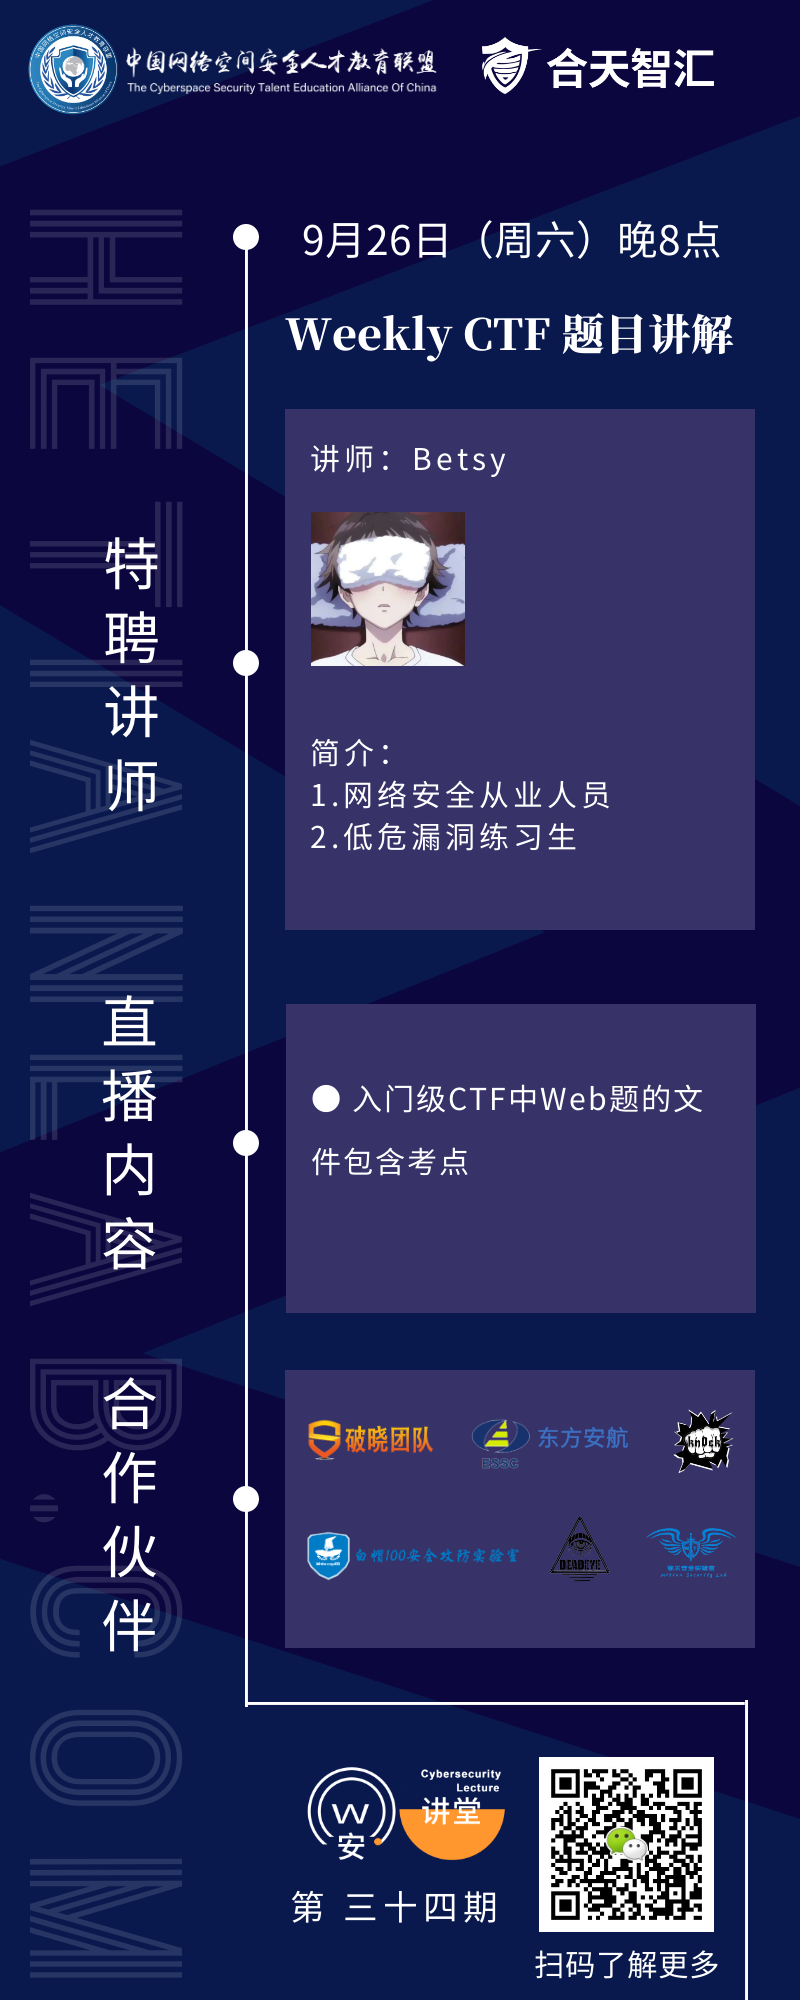 中国网络空间安全人才教育联盟
The Cyberspace Security Talent Education Alliance Of China
合天智汇
9月26日（周六）晚8点
Weekly CTF 题目讲解
HETIANLAB.COM
特聘讲师
讲师：Betsy
简介：
1.网络安全从业人员
2.低危漏洞练习生
直播内容
● 入门级CTF中Web题的文
件包含考点
合作伙伴
破晓团队
东方安航
ESSC
knock
白帽100安全攻防实验室
DEADEYE
Cybersecurity
Lecture
W安讲堂
第 三十四期
扫码了解更多